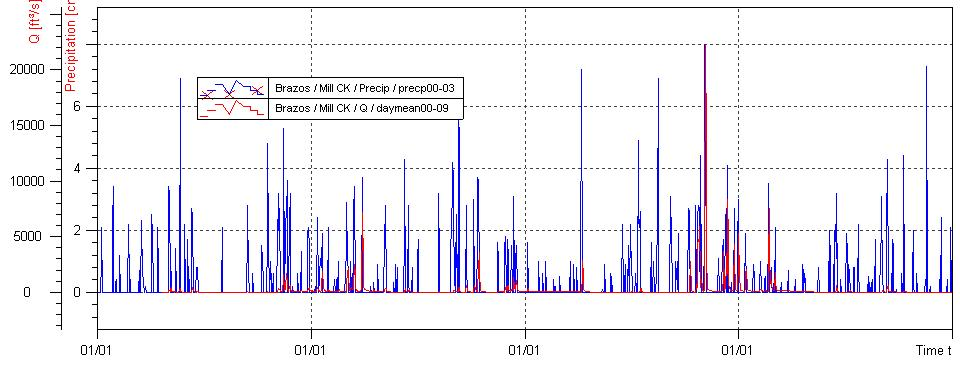 Q [ft³/s]
Precipitation [cm
Brazos / Mill CK / Precip / precp00-03
Brazos / Mill CK / Q / daymean00-09
20000
15000
10000
5000
0
6
4
2
0
01/01
01/01
01/01
01/01
Time t